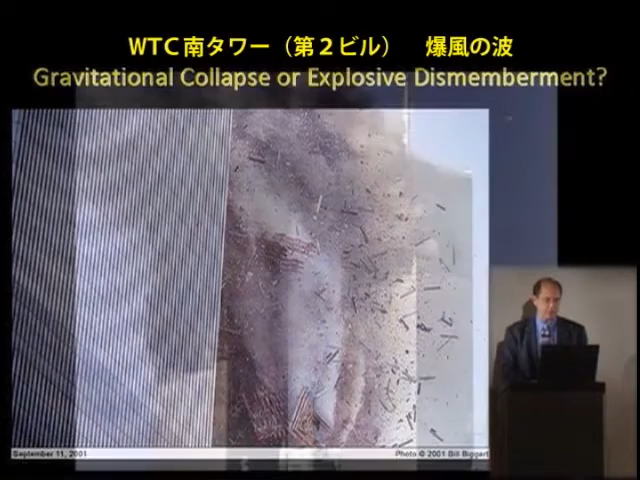 WTC南タワー（第２ビル）　爆風の波
Gravitational Collapse or Explosive Dismemberment?
September 11, 2001
Photo © 2001 Bill Biggart